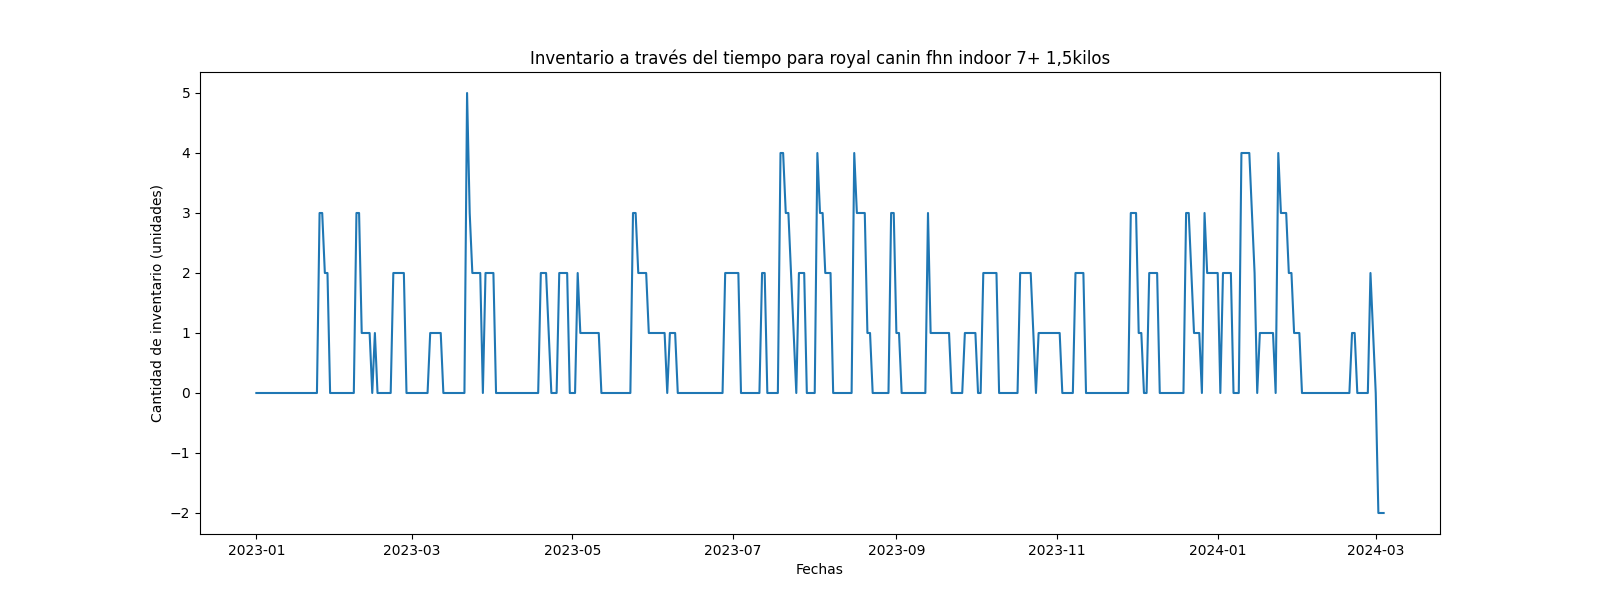 Inventario a través del tiempo para royal canin fhn indoor 7+ 1,5kilos
Cantidad de inventario (unidades)
5
4
3
2
1
0
−1
−2
2023-01 2023-03 2023-05 2023-07 2023-09 2023-11 2024-01 2024-03
Fechas